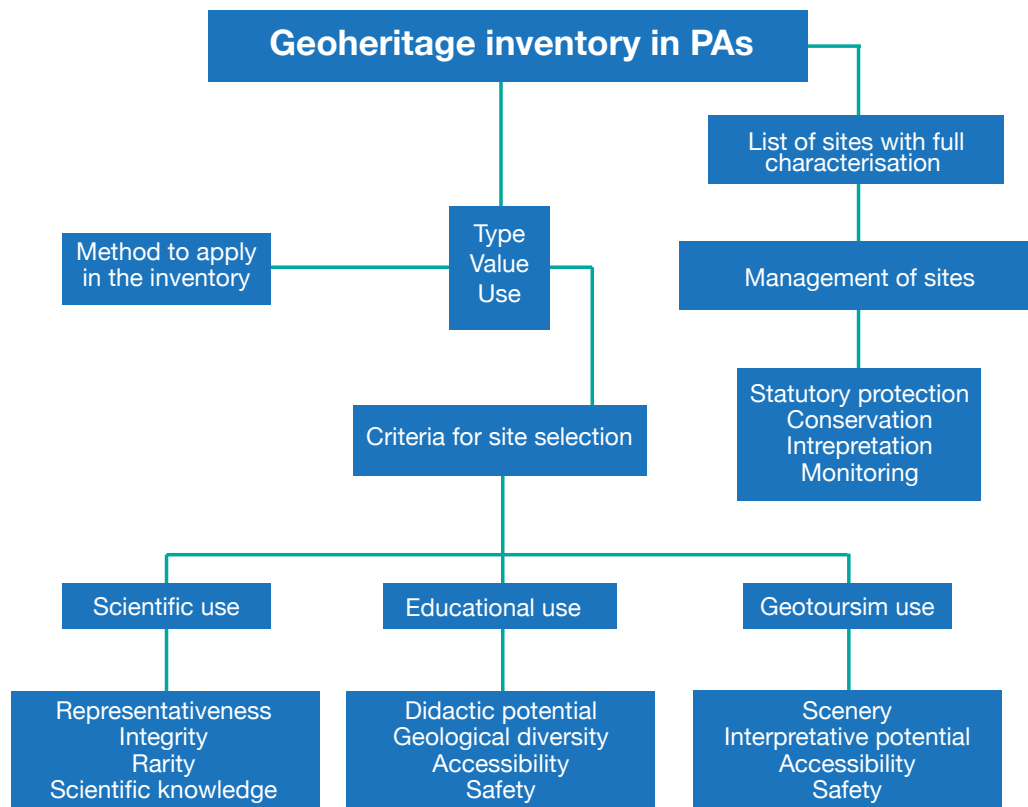 Geoheritage inventory in PAs
List of sites with full
characterisation
Type
Value
Use
Method to apply
in the inventory
Management of sites
Statutory protection
Conservation
Intrepretation
Monitoring
Criteria for site selection
Scientific use
Educational use
Geotoursim use
Representativeness
Integrity
Rarity
Scientific knowledge
Didactic potential
Geological diversity
Accessibility
Safety
Scenery
Interpretative potential
Accessibility
Safety